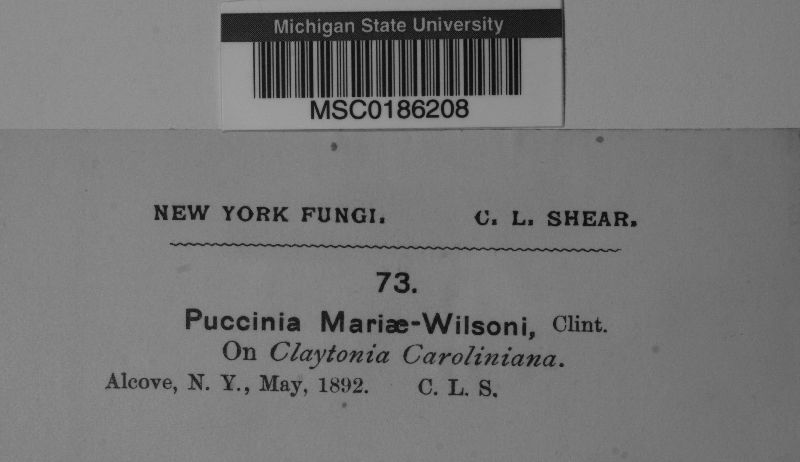 Michigan State University
MSC0186208
NEW YORK FUNGI. C. L. SHEAR.
73.
Puccinia Mariæ-Wilsoni, Clint.
On Claytonia Caroliniana.
Alcove, N. Y., May, 1892. C. L. S.